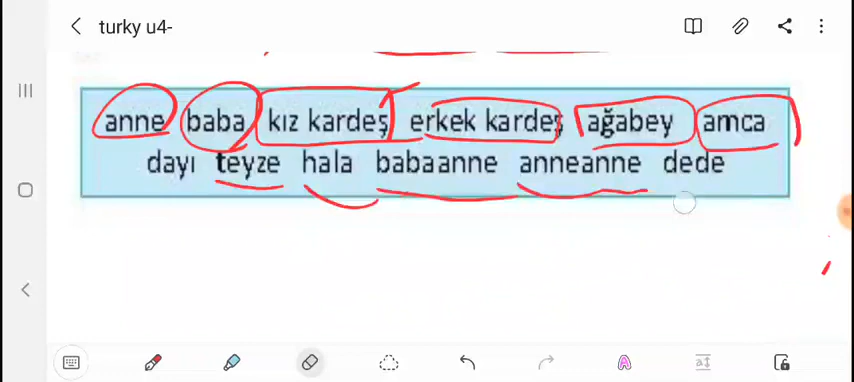 turky u4-
anne baba kız kardeş erkek kardeş ağabey amca
dayı teyze hala babaanne anneanne dede